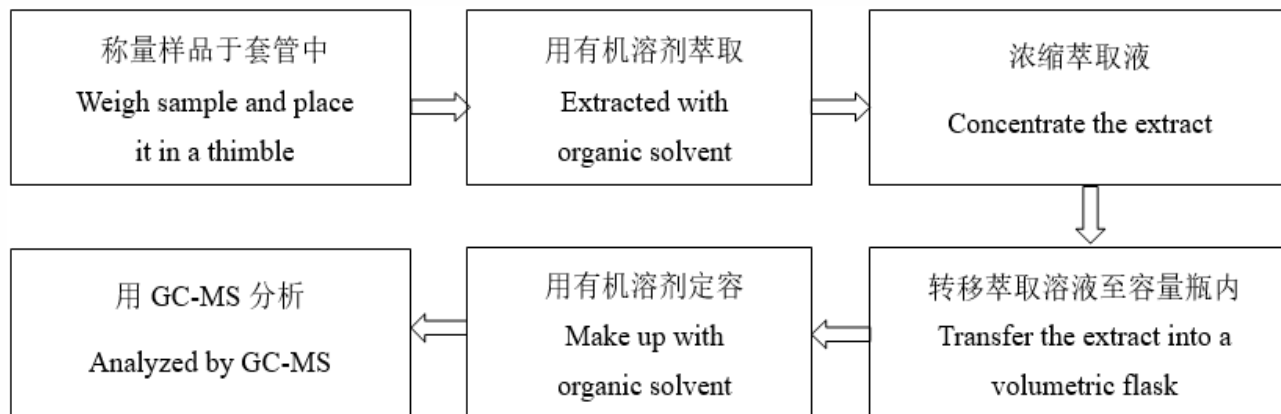 称量样品于套管中
Weigh sample and place
it in a thimble
用有机溶剂萃取
Extracted with
organic solvent
浓缩萃取液
Concentrate the extract
转移萃取溶液至容量瓶内
Transfer the extract into a
volumetric flask
用有机溶剂定容
Make up with
organic solvent
用 GC-MS 分析
Analyzed by GC-MS